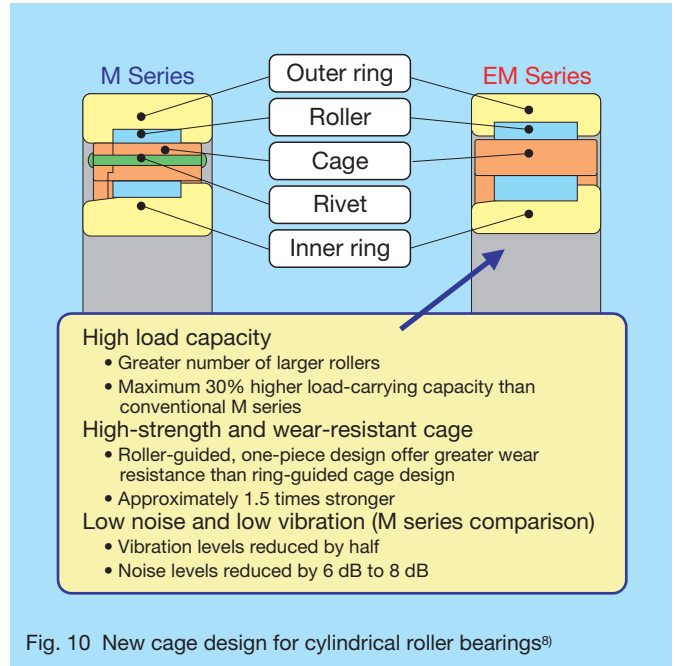 M Series
EM Series
Outer ring
Roller
Cage
Rivet
Inner ring
High load capacity
• Greater number of larger rollers
• Maximum 30% higher load-carrying capacity than
conventional M series
High-strength and wear-resistant cage
• Roller-guided, one-piece design offer greater wear
resistance than ring-guided cage design
• Approximately 1.5 times stronger
Low noise and low vibration (M series comparison)
• Vibration levels reduced by half
• Noise levels reduced by 6 dB to 8 dB
Fig. 10 New cage design for cylindrical roller bearings⁸⁾